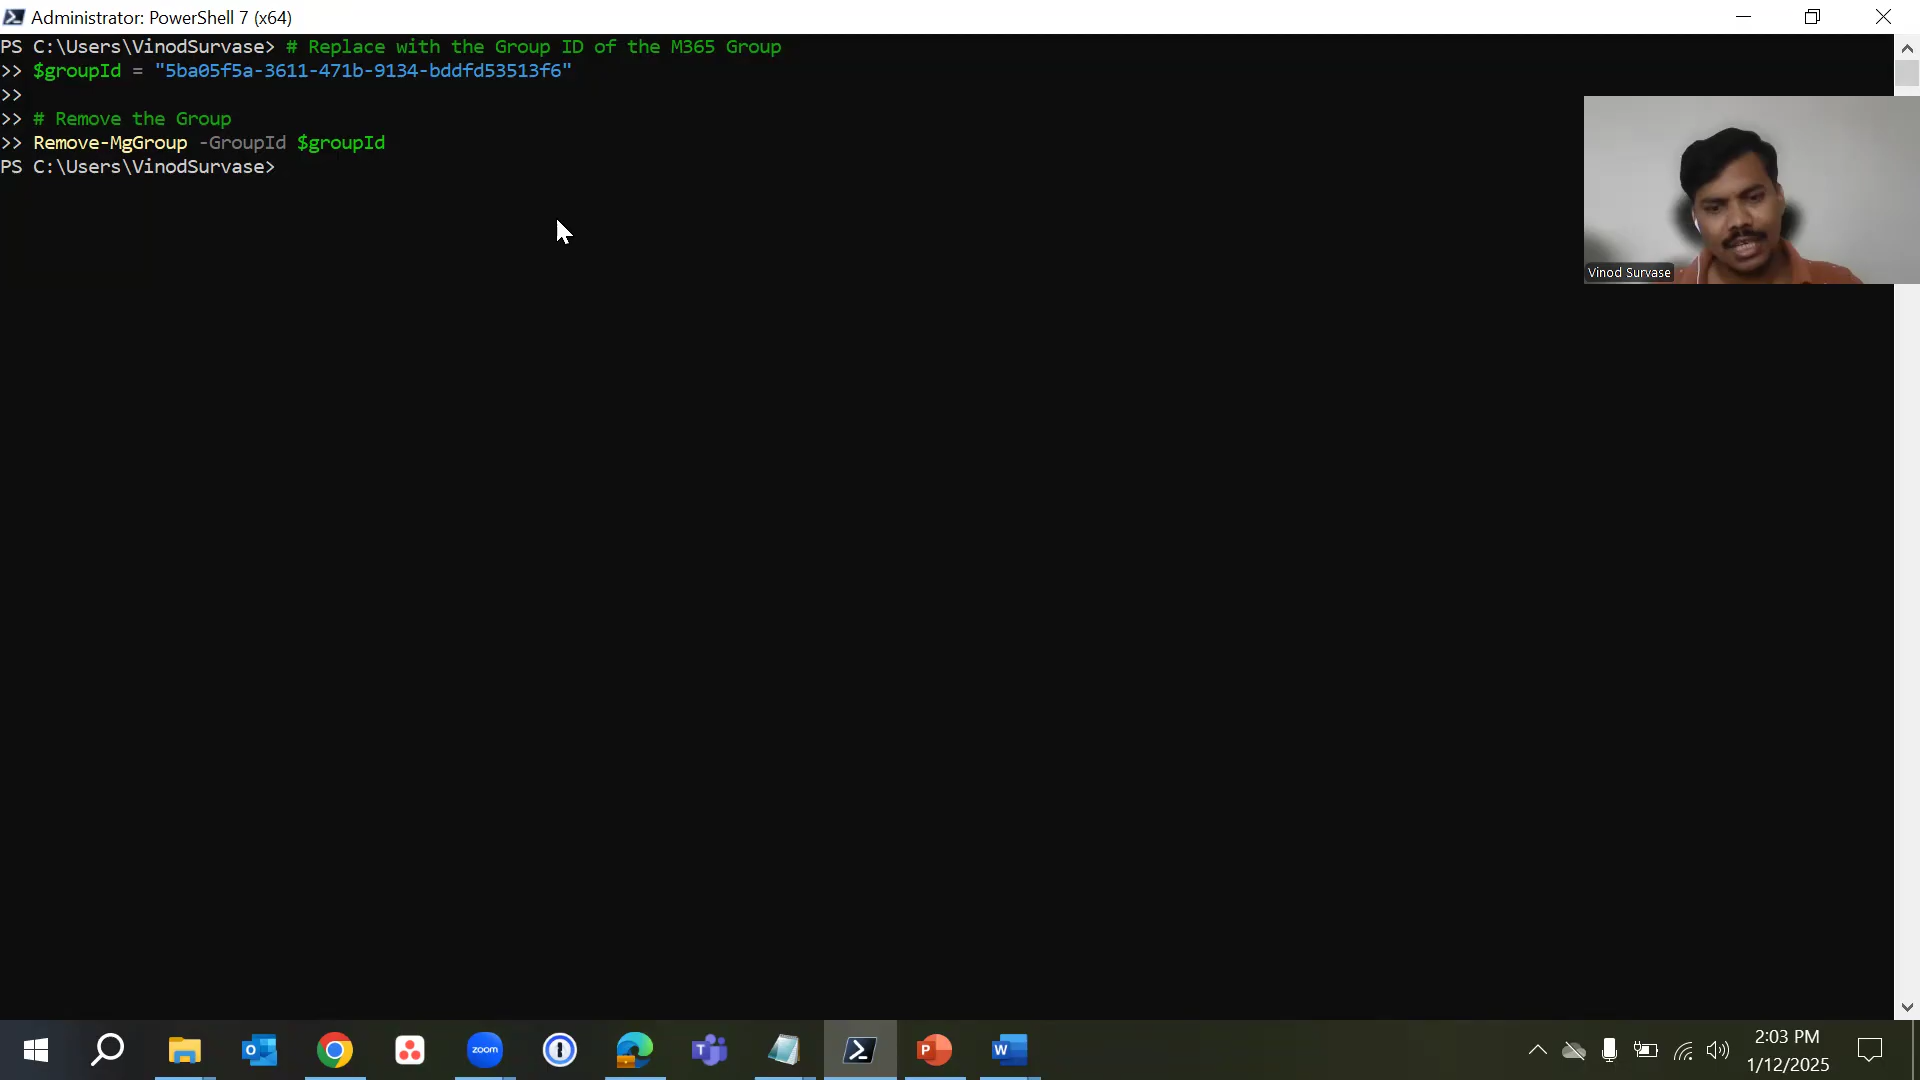 Administrator: PowerShell 7 (x64)
PS C:\Users\VinodSurvase> # Replace with the Group ID of the M365 Group
>> $groupId = "5ba05f5a-3611-471b-9134-bddfd53513f6"
>>
>> # Remove the Group
>> Remove-MgGroup -GroupId $groupId
PS C:\Users\VinodSurvase>
Vinod Survase
zoom
2:03 PM
1/12/2025